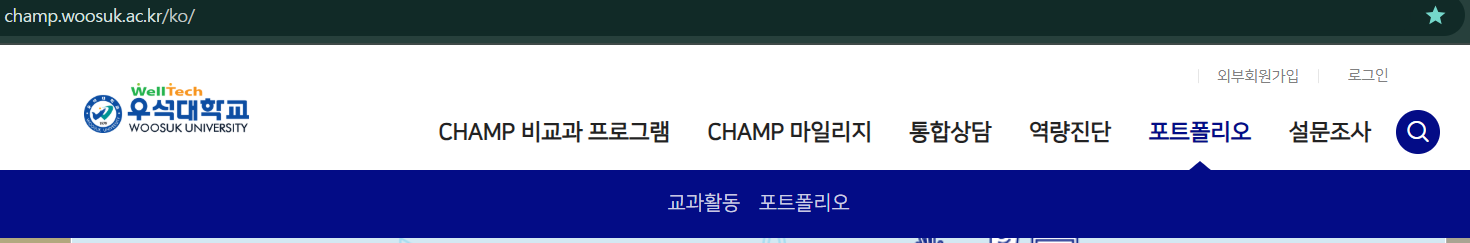 champ.woosuk.ac.kr/ko/
외부회원가입 로그인
WellTech
우석대학교
WOOSUK UNIVERSITY
CHAMP 비교과 프로그램 CHAMP 마일리지 통합상담 역량진단 포트폴리오 설문조사
교과활동 포트폴리오